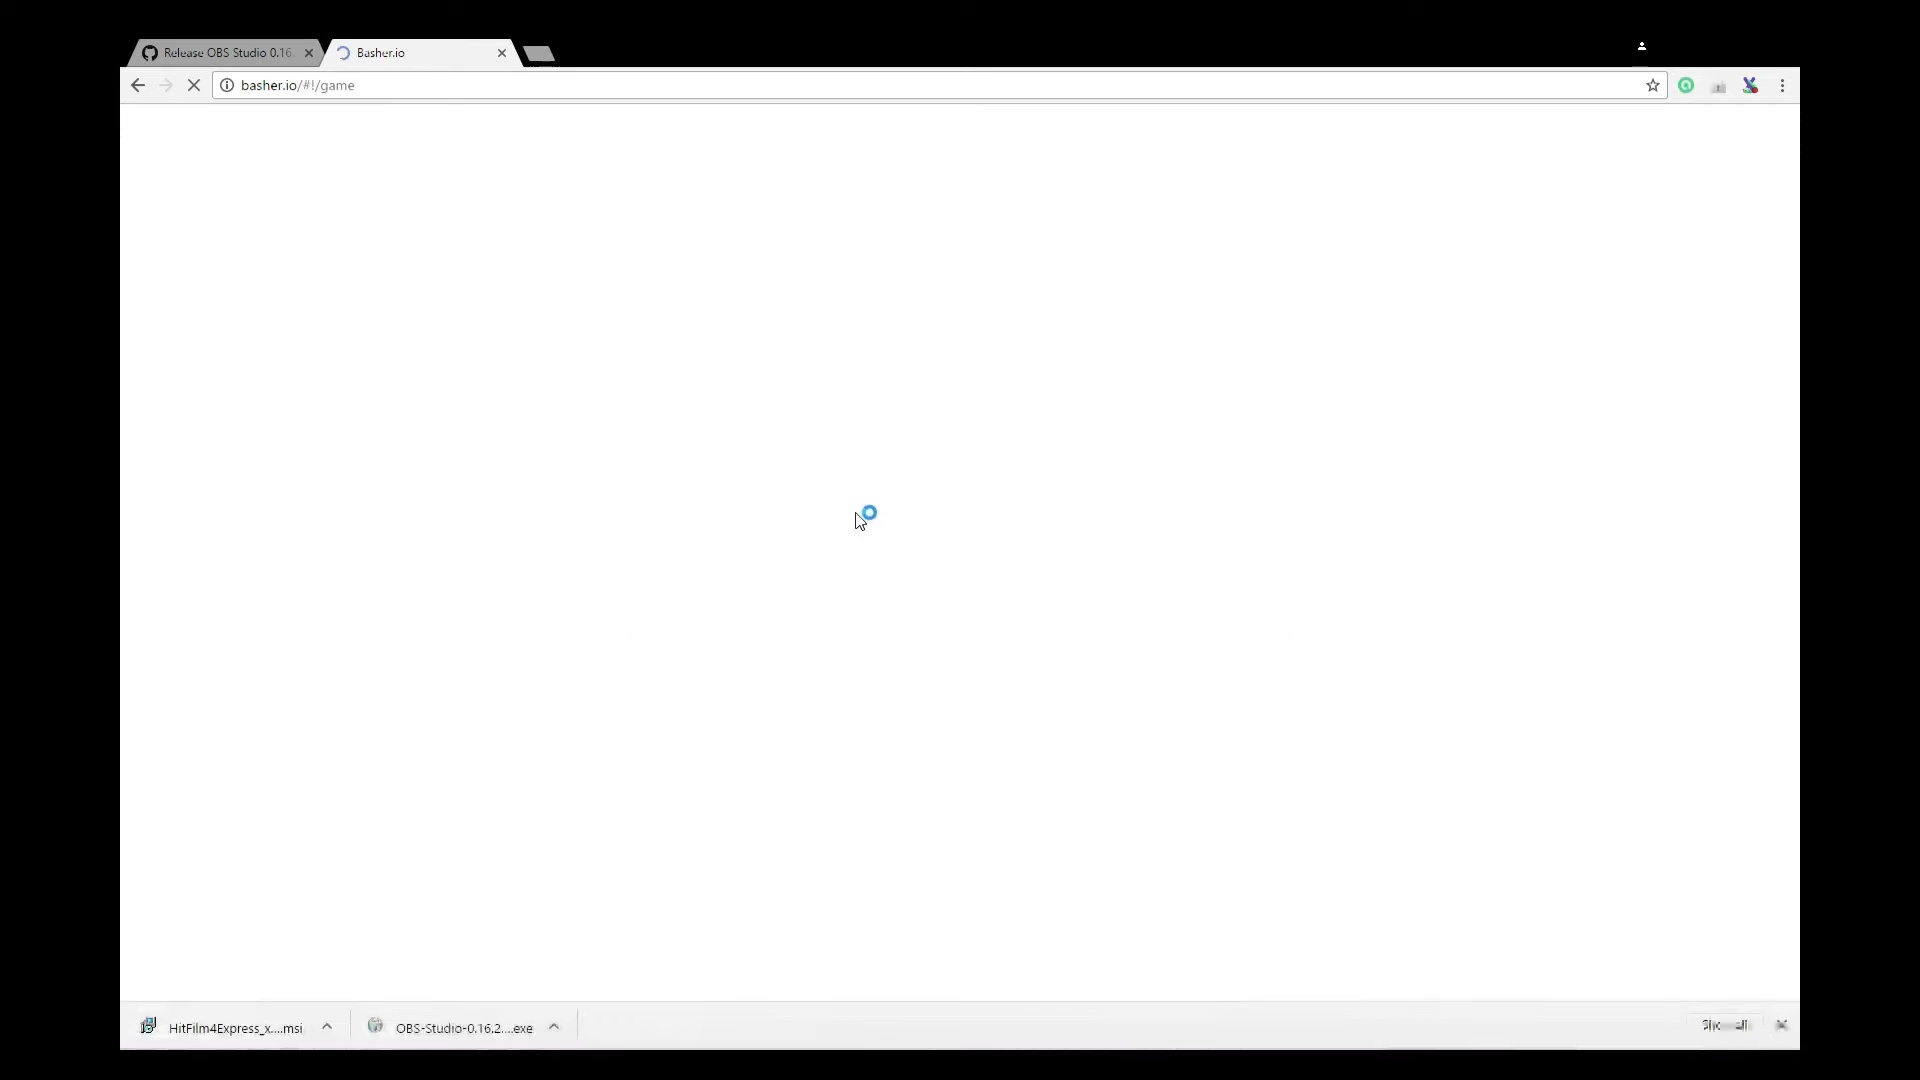 Release OBS Studio 0.16.
Basher.io
basher.io/#!/game
HitFilm4Express_x....msi
OBS-Studio-0.16.2....exe